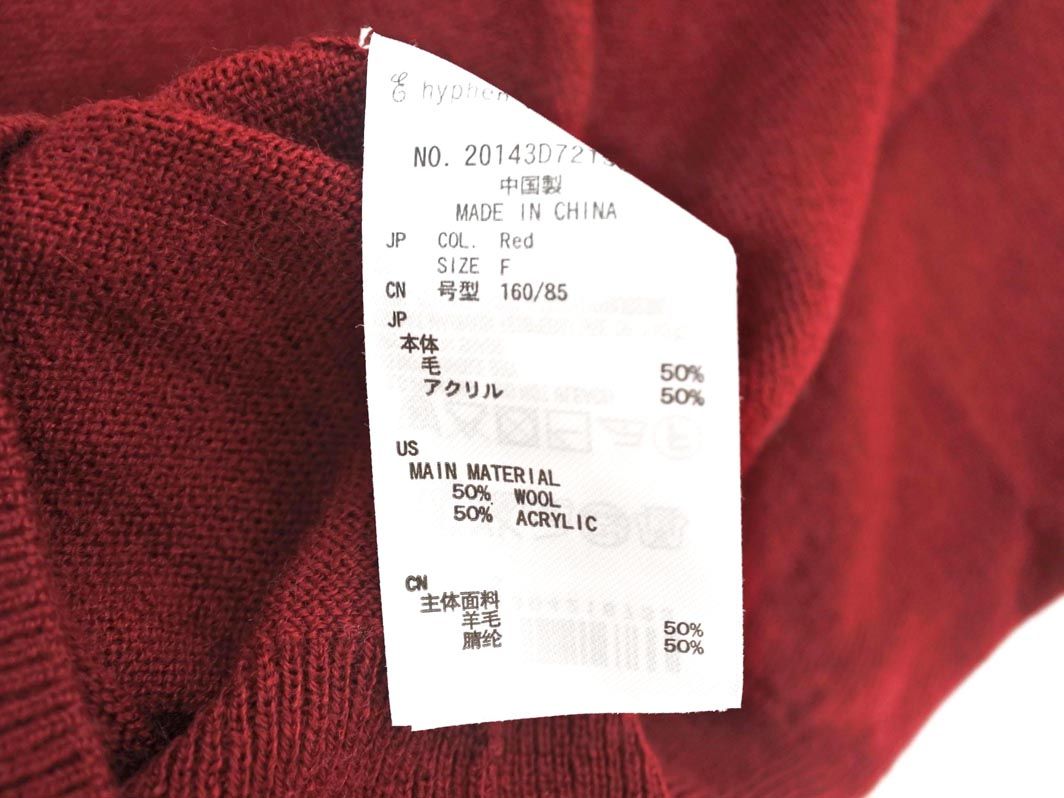 E hyphen
NO. 20143D721
中国製
MADE IN CHINA
JP COL. Red
SIZE F
CN 号型 160/85
JP
本体
毛 50%
アクリル 50%
US
MAIN MATERIAL
50% WOOL
50% ACRYLIC
CN
主体面料
羊毛 50%
腈纶 50%